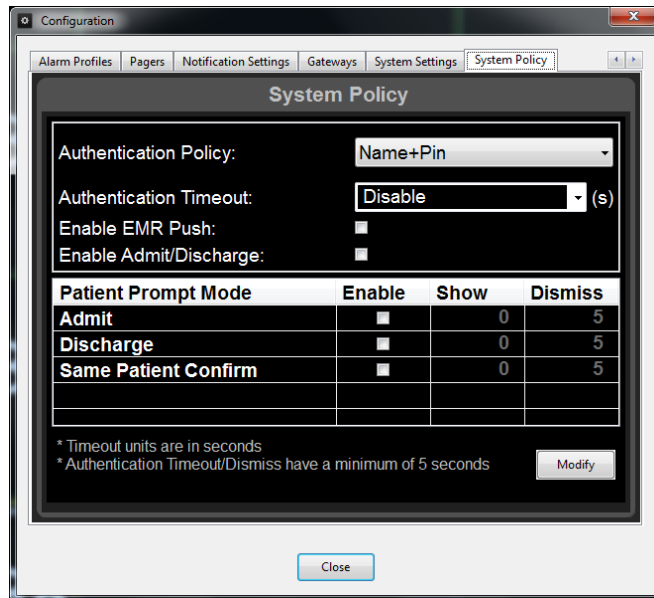 Configuration
Alarm Profiles Pagers Notification Settings Gateways System Settings System Policy
System Policy
Authentication Policy: Name+Pin
Authentication Timeout: Disable (s)
Enable EMR Push:
Enable Admit/Discharge:
Patient Prompt Mode Enable Show Dismiss
Admit 0 5
Discharge 0 5
Same Patient Confirm 0 5
* Timeout units are in seconds
* Authentication Timeout/Dismiss have a minimum of 5 seconds
Modify
Close